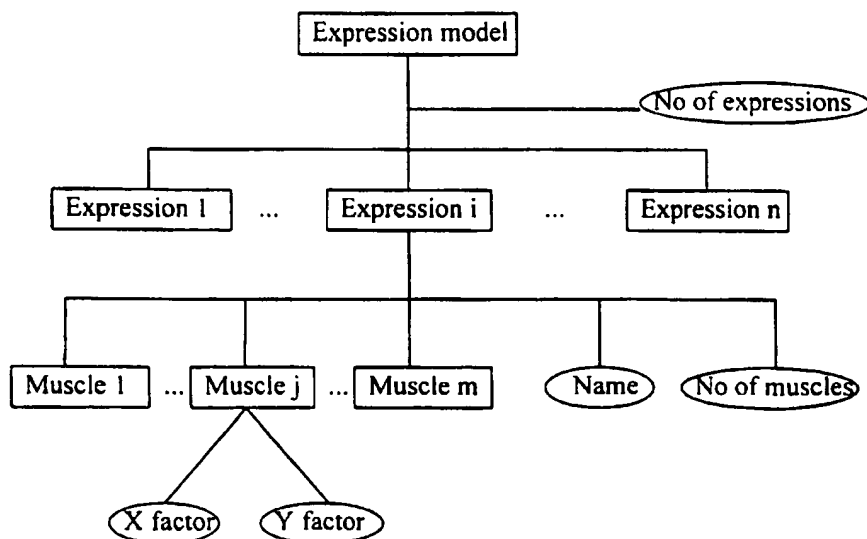 Expression model
No of expressions
Expression 1 ... Expression i ... Expression n
Muscle 1 ... Muscle j ... Muscle m Name No of muscles
X factor Y factor